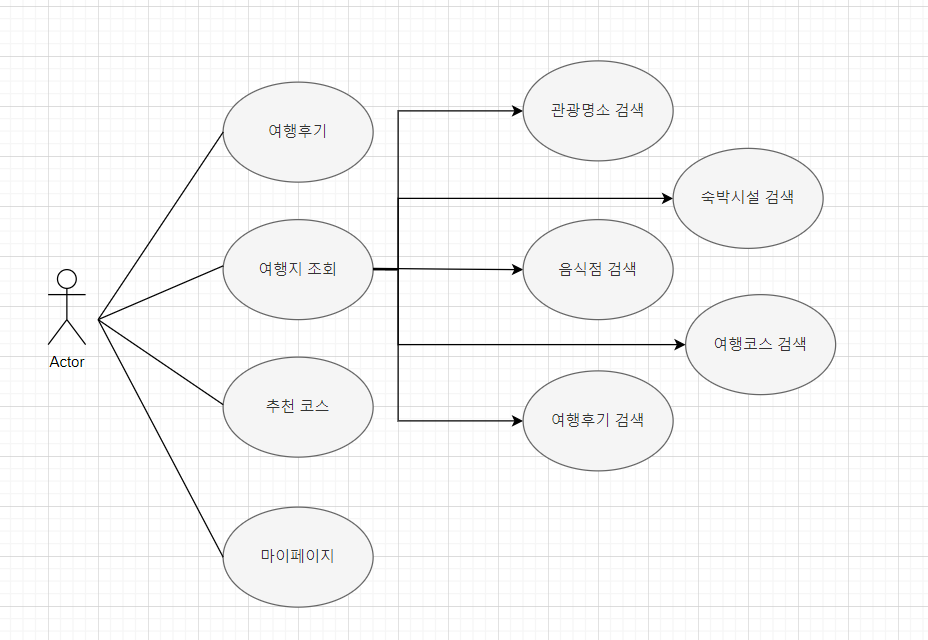 관광명소 검색
여행후기
숙박시설 검색
여행지 조회
음식점 검색
Actor
여행코스 검색
추천 코스
여행후기 검색
마이페이지